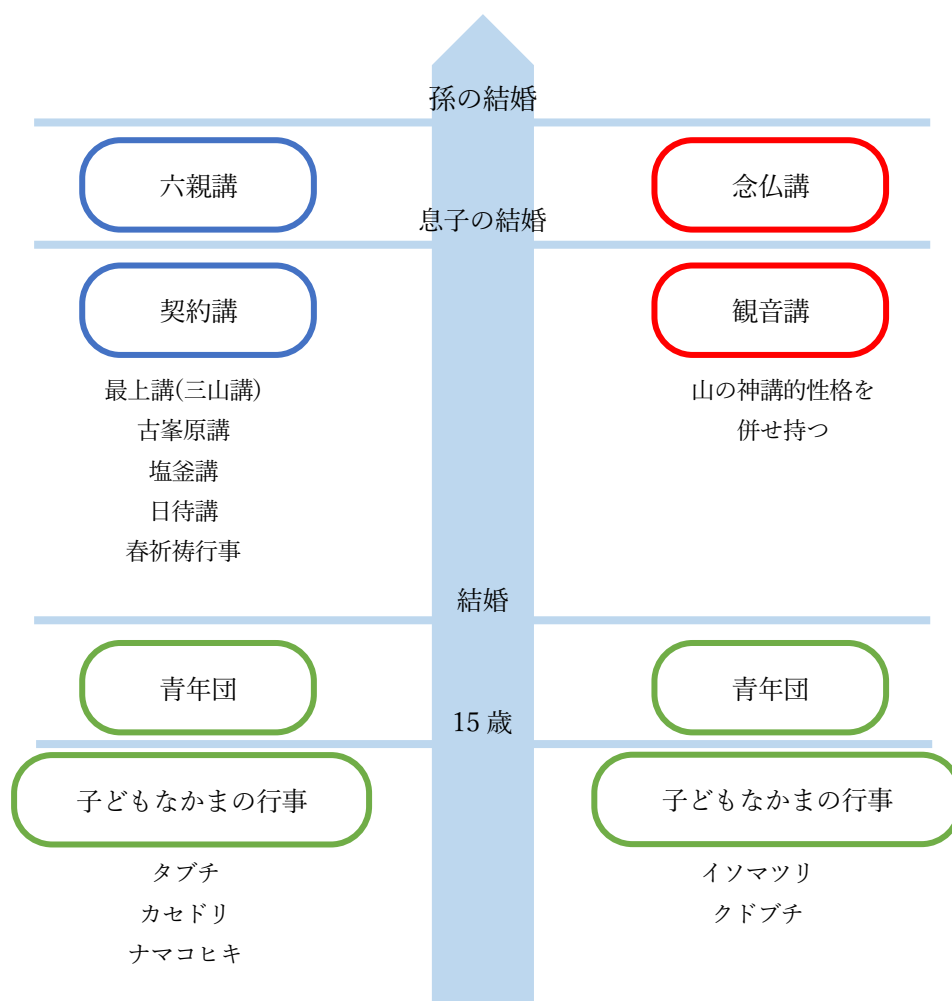 孫の結婚
六親講
念仏講
息子の結婚
契約講
観音講
最上講(三山講)
古峯原講
塩釜講
日待講
春祈祷行事
山の神講的性格を
併せ持つ
結婚
青年団
青年団
15 歳
子どもなかまの行事
子どもなかまの行事
タブチ
カセドリ
ナマコヒキ
イソマツリ
クドブチ